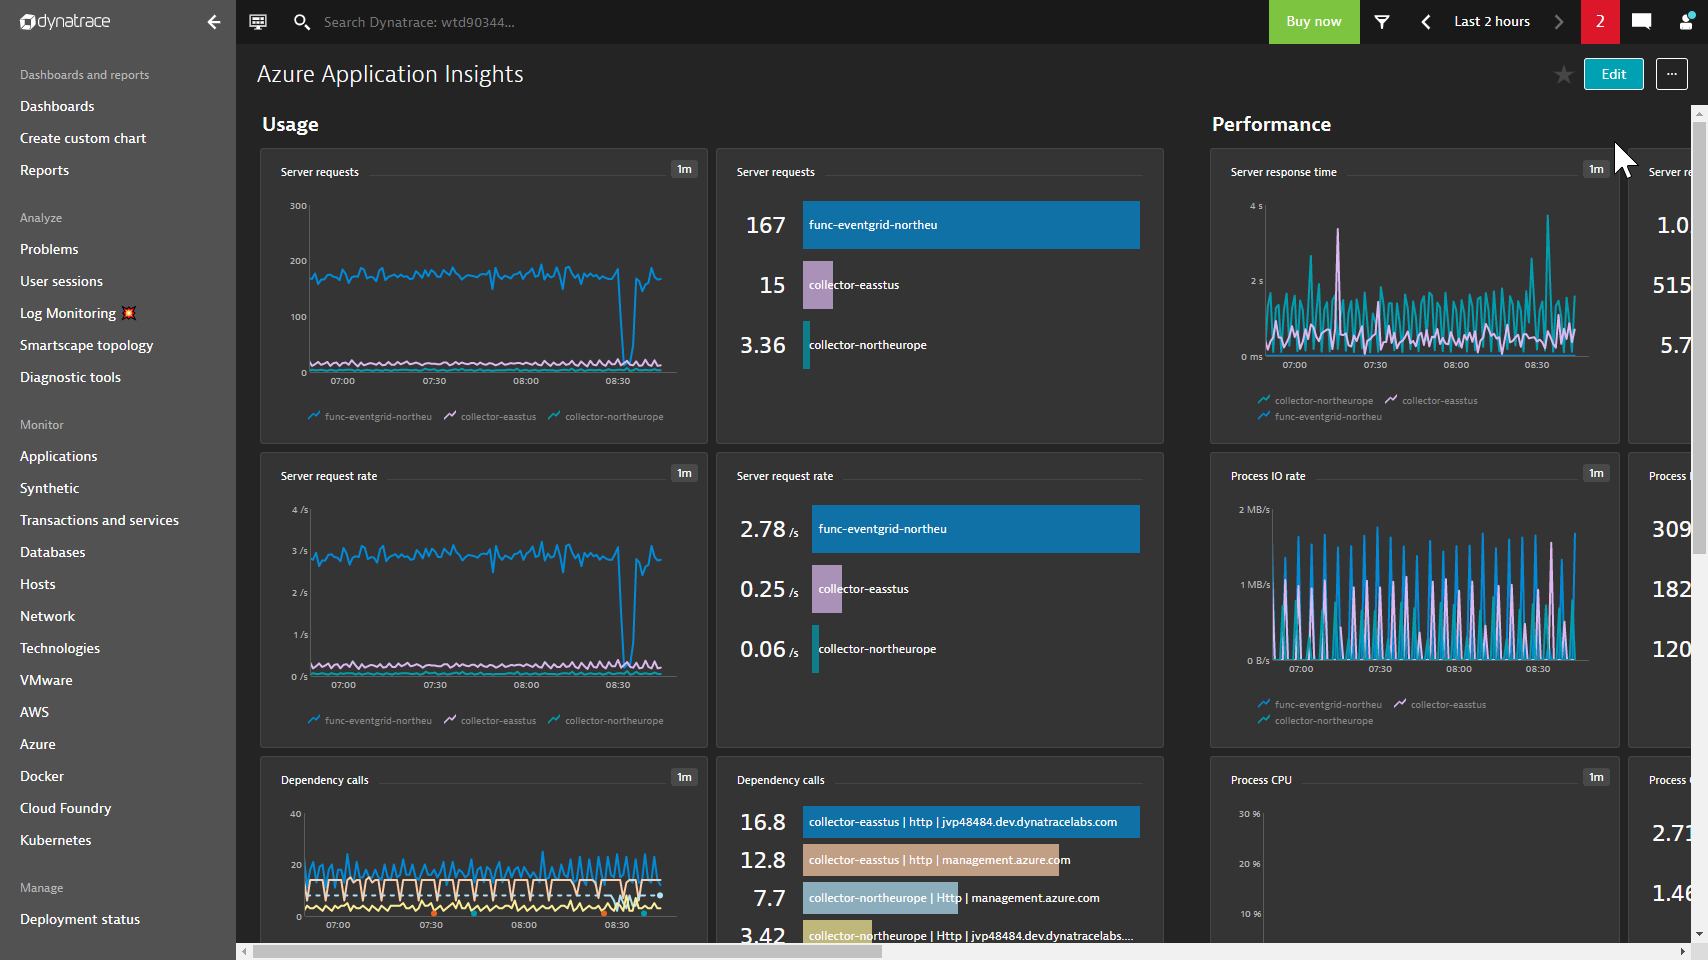 dynatrace
Search Dynatrace: wtd90344...
Buy now
Last 2 hours
2
Azure Application Insights
Edit
...
Dashboards and reports
Dashboards
Create custom chart
Reports
Analyze
Problems
User sessions
Log Monitoring
Smartscape topology
Diagnostic tools
Monitor
Applications
Synthetic
Transactions and services
Databases
Hosts
Network
Technologies
VMware
AWS
Azure
Docker
Cloud Foundry
Kubernetes
Manage
Deployment status
Usage
Server requests
1m
300
200
100
0
07:00 07:30 08:00 08:30
func-eventgrid-northeu collector-easstus collector-northeurope
Server requests
167 func-eventgrid-northeu
15 collector-easstus
3.36 collector-northeurope
Server request rate
1m
4 /s
3 /s
2 /s
1 /s
0 /s
07:00 07:30 08:00 08:30
func-eventgrid-northeu collector-easstus collector-northeurope
Server request rate
2.78 /s func-eventgrid-northeu
0.25 /s collector-easstus
0.06 /s collector-northeurope
Dependency calls
1m
40
20
0
07:00 07:30 08:00 08:30
Dependency calls
16.8 collector-easstus | http | jvp48484.dev.dynatracelabs.com
12.8 collector-easstus | http | management.azure.com
7.7 collector-northeurope | Http | management.azure.com
3.42 collector-northeurope | Http | jvp48484.dev.dynatracelabs....
Performance
Server response time
1m
4 s
2 s
0 ms
07:00 07:30 08:00 08:30
collector-northeurope collector-easstus
func-eventgrid-northeu
Server re
1.0
515
5.7
Process IO rate
1m
2 MB/s
1 MB/s
0 B/s
07:00 07:30 08:00 08:30
func-eventgrid-northeu collector-easstus
collector-northeurope
Process
309
182
120
Process CPU
1m
30 %
20 %
10 %
Process
2.71
1.46